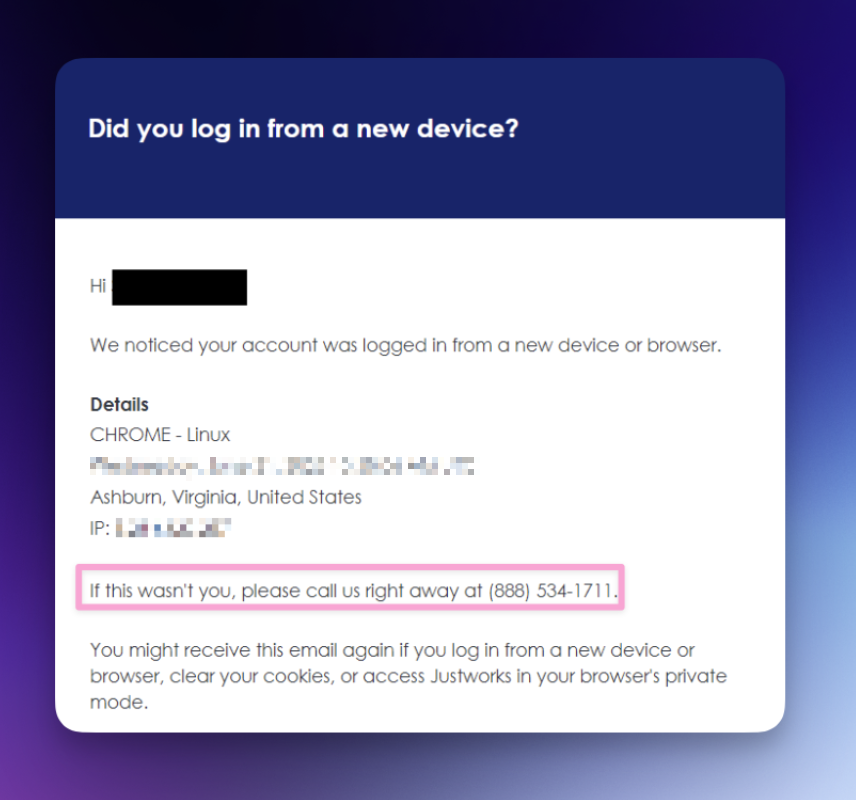 Did you log in from a new device?
Hi
We noticed your account was logged in from a new device or browser.
Details
CHROME - Linux
Ashburn, Virginia, United States
IP:
If this wasn't you, please call us right away at (888) 534-1711.
You might receive this email again if you log in from a new device or
browser, clear your cookies, or access Justworks in your browser's private
mode.